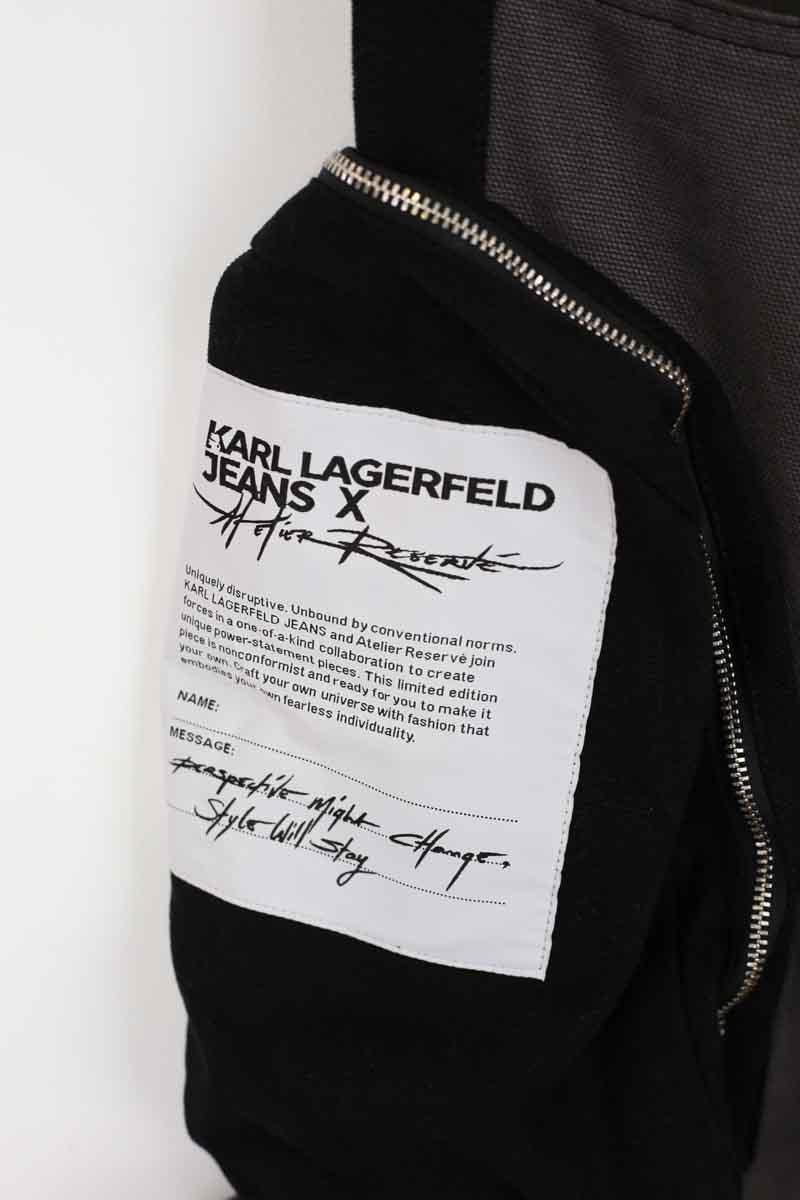 KARL LAGERFELD
JEANS X
Atelier Reservé
Uniquely disruptive. Unbound by conventional norms.
KARL LAGERFELD JEANS and Atelier Reservé join
forces in a one-of-a-kind collaboration to create
unique power-statement pieces. This limited edition
piece is nonconformist and ready for you to make it
your own. Craft your own universe with fashion that
embodies your own fearless individuality.
NAME:
MESSAGE:
Perspective Might Change,
Style Will Stay